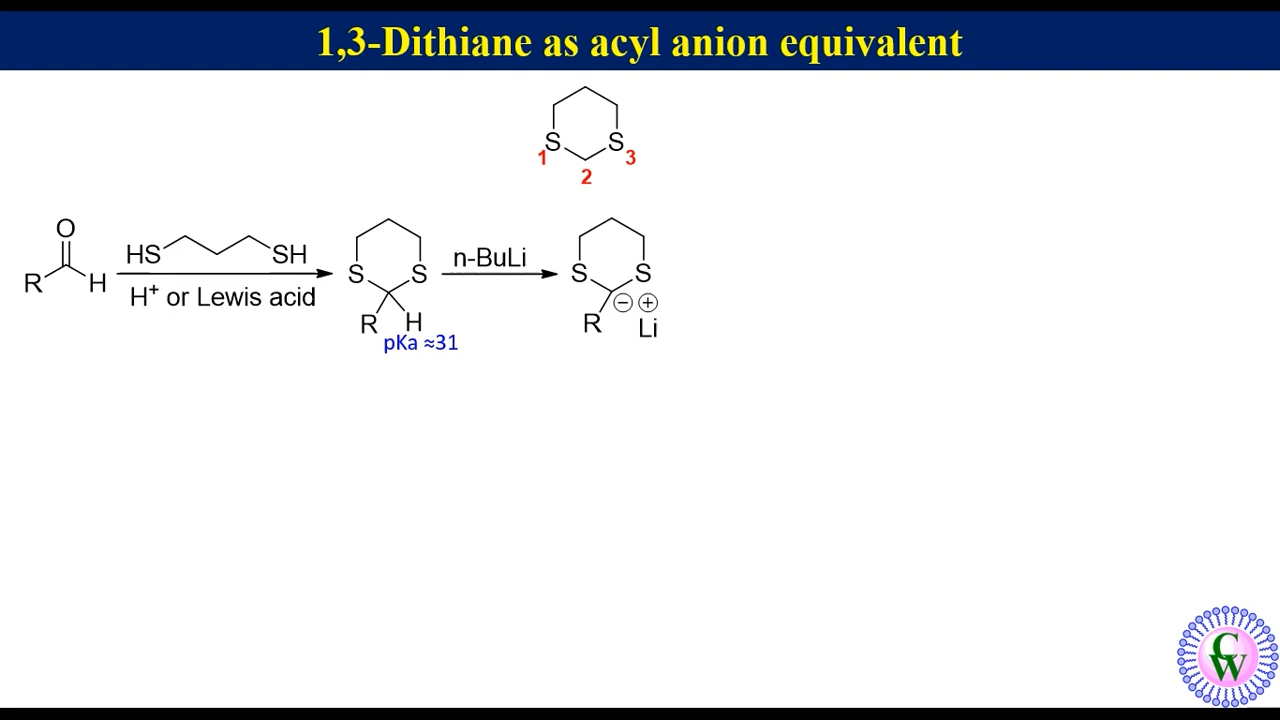 1,3-Dithiane as acyl anion equivalent
S S
1 3
2
O
HS SH
R H
H⁺ or Lewis acid
S S
R H
pKa ≈31
n-BuLi
S S
− +
R Li
C
W